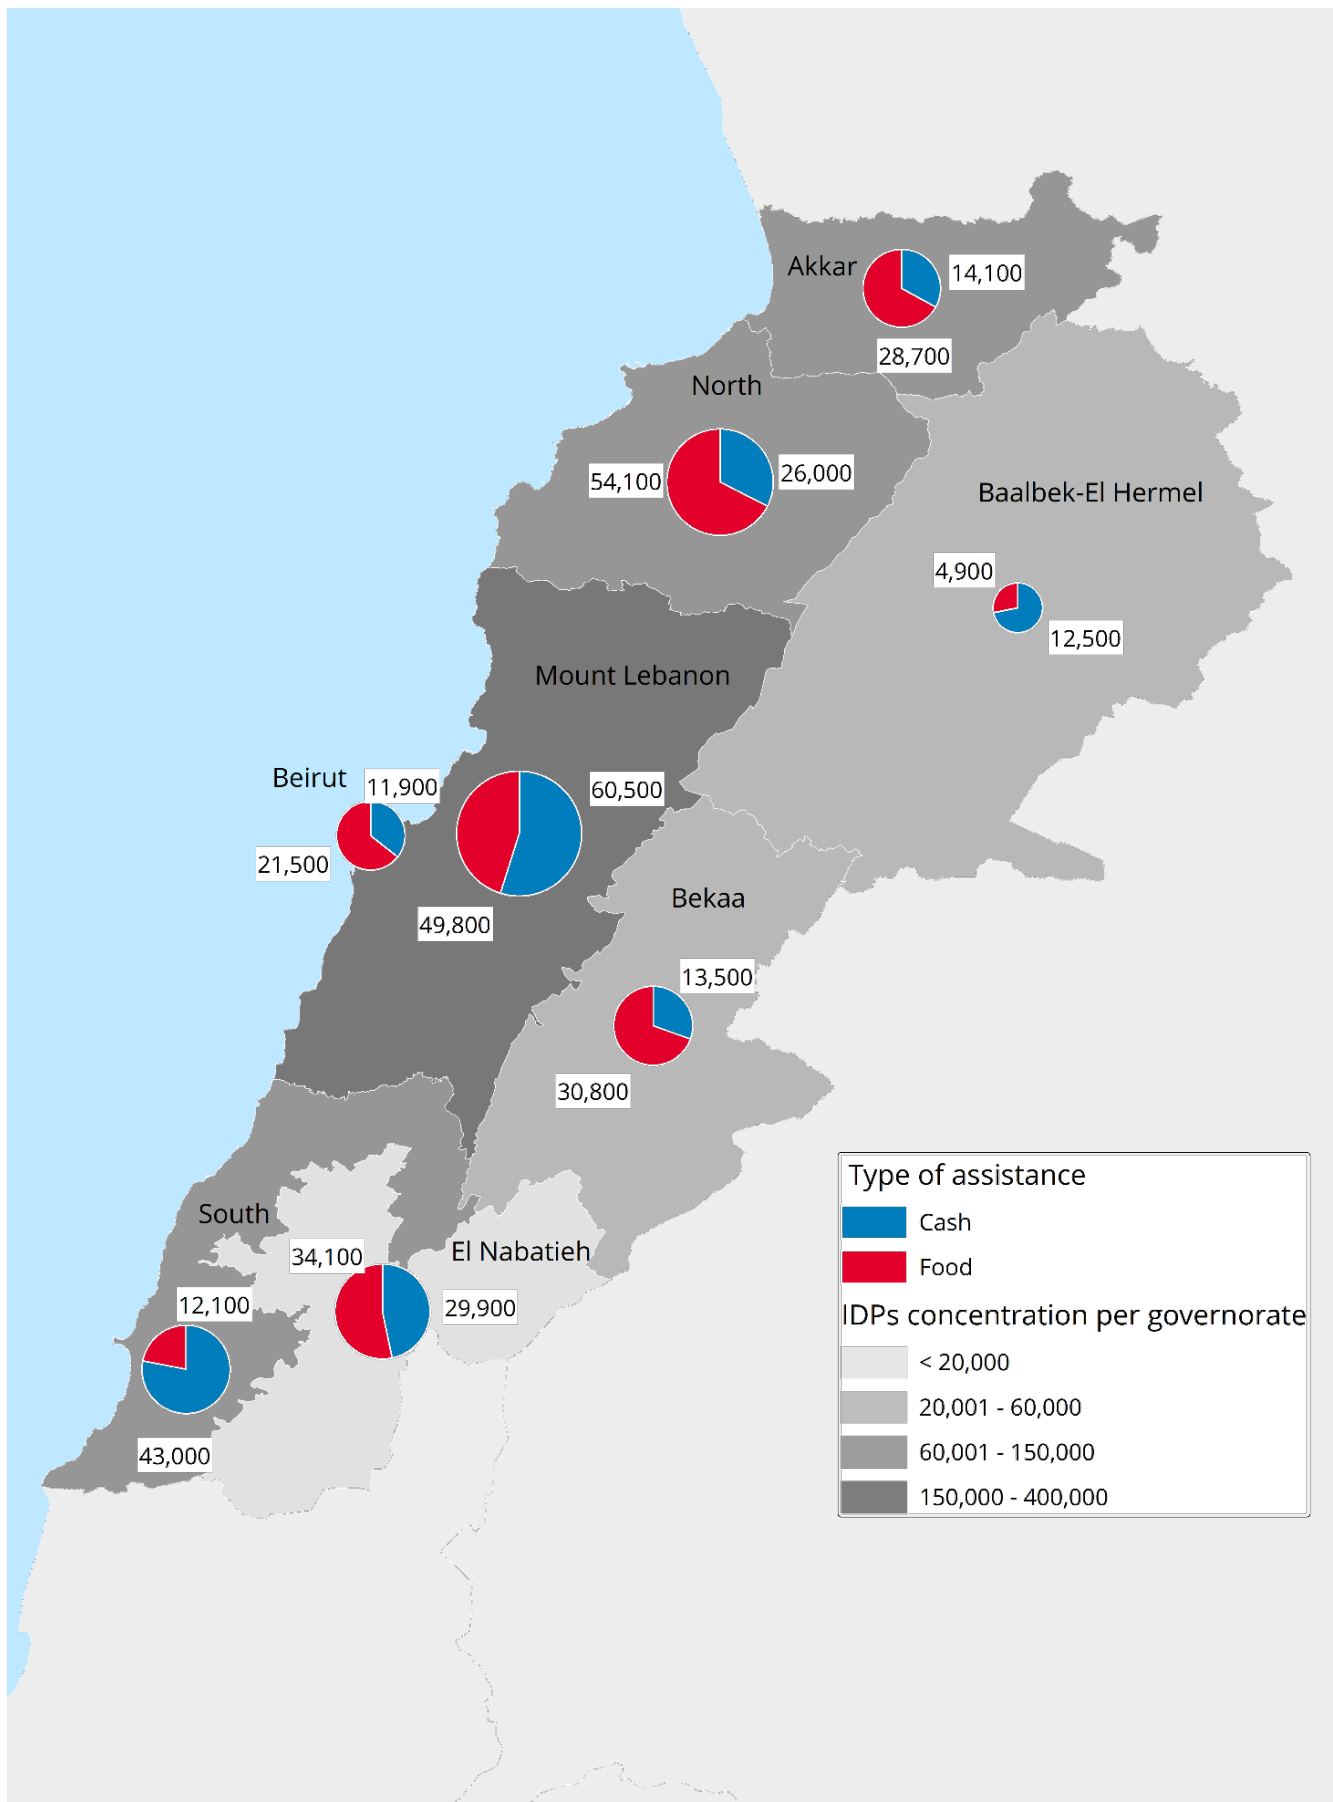 Akkar
14,100
28,700
North
54,100
26,000
Baalbek-El Hermel
4,900
12,500
Mount Lebanon
Beirut
11,900
60,500
21,500
49,800
Bekaa
13,500
30,800
South
34,100
El Nabatieh
12,100
29,900
43,000
Type of assistance
Cash
Food
IDPs concentration per governorate
< 20,000
20,001 - 60,000
60,001 - 150,000
150,000 - 400,000